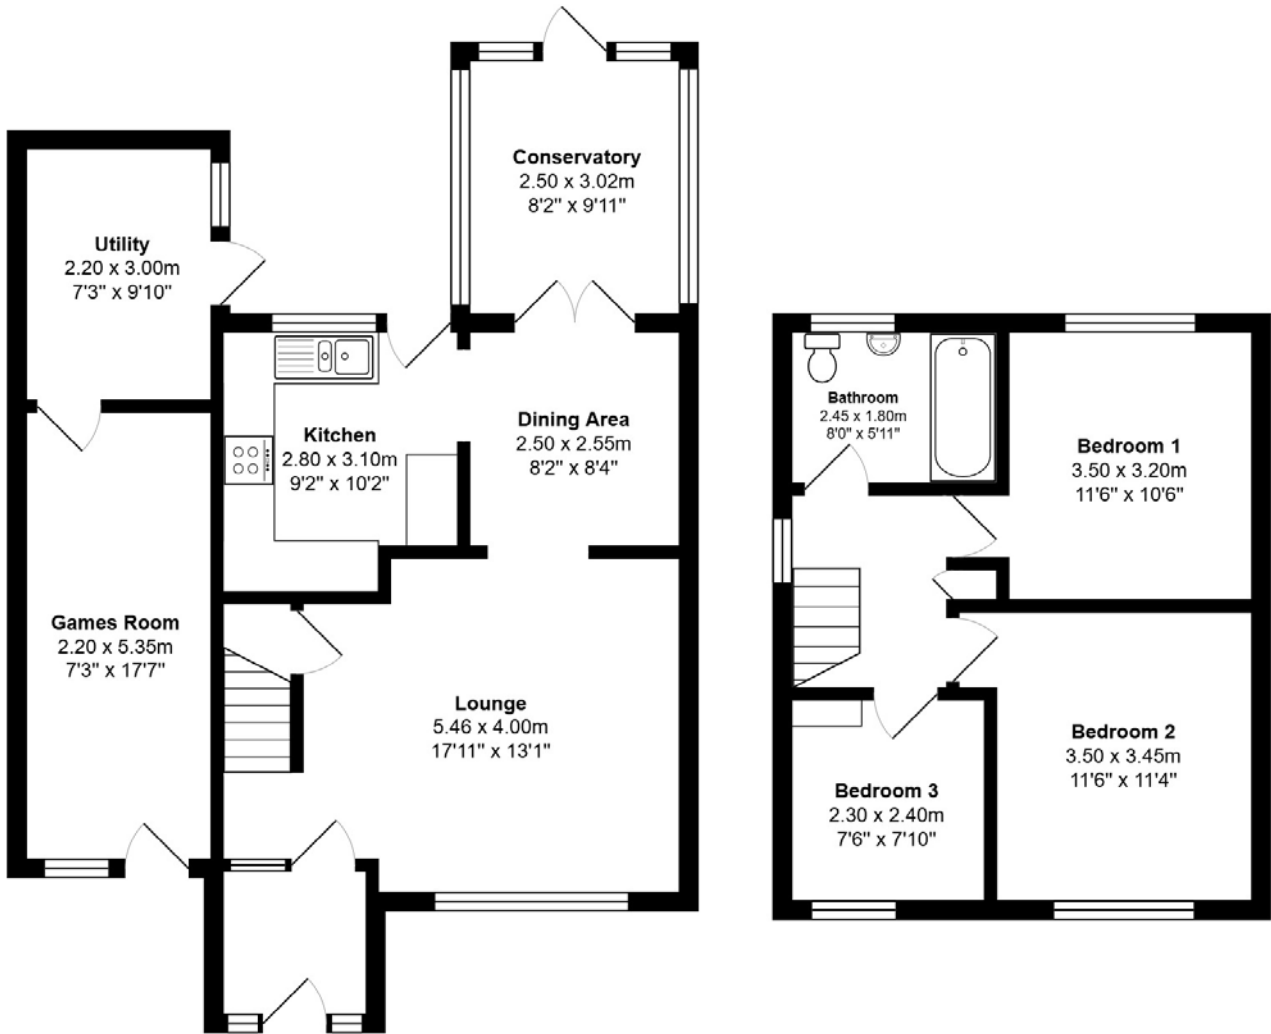 Conservatory
2.50 x 3.02m
8'2" x 9'11"
Utility
2.20 x 3.00m
7'3" x 9'10"
Kitchen
2.80 x 3.10m
9'2" x 10'2"
Dining Area
2.50 x 2.55m
8'2" x 8'4"
Games Room
2.20 x 5.35m
7'3" x 17'7"
Lounge
5.46 x 4.00m
17'11" x 13'1"
Bathroom
2.45 x 1.80m
8'0" x 5'11"
Bedroom 1
3.50 x 3.20m
11'6" x 10'6"
Bedroom 2
3.50 x 3.45m
11'6" x 11'4"
Bedroom 3
2.30 x 2.40m
7'6" x 7'10"